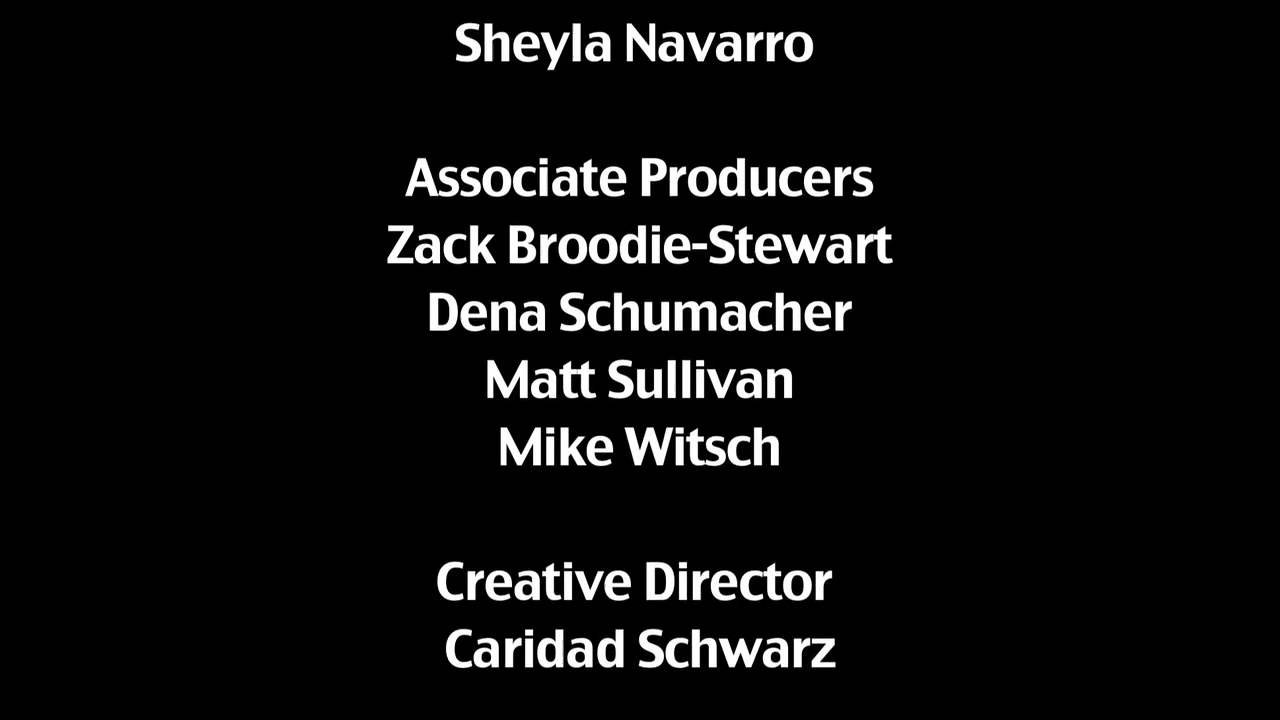 Sheyla Navarro
Associate Producers
Zack Broodie-Stewart
Dena Schumacher
Matt Sullivan
Mike Witsch
Creative Director
Caridad Schwarz